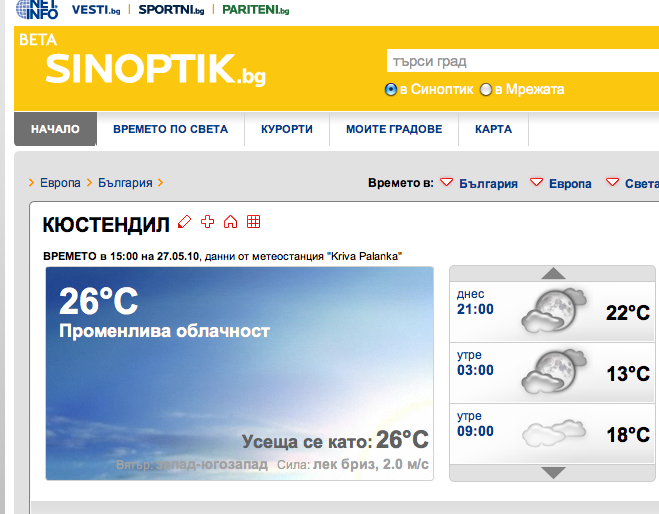 NET INFO
VESTI.bg | SPORTNI.bg | PARITENI.bg
BETA
SINOPTIK.bg
търси град
в Синоптик в Мрежата
НАЧАЛО ВРЕМЕТО ПО СВЕТА КУРОРТИ МОИТЕ ГРАДОВЕ КАРТА
Европа България
Времето в: България Европа Света
КЮСТЕНДИЛ
ВРЕМЕТО в 15:00 на 27.05.10, данни от метеостанция "Kriva Palanka"
26°C
Променлива облачност
Усеща се като: 26°C
Вятър: Запад-югозапад Сила: лек бриз, 2.0 м/с
днес
21:00
22°C
утре
03:00
13°C
утре
09:00
18°C